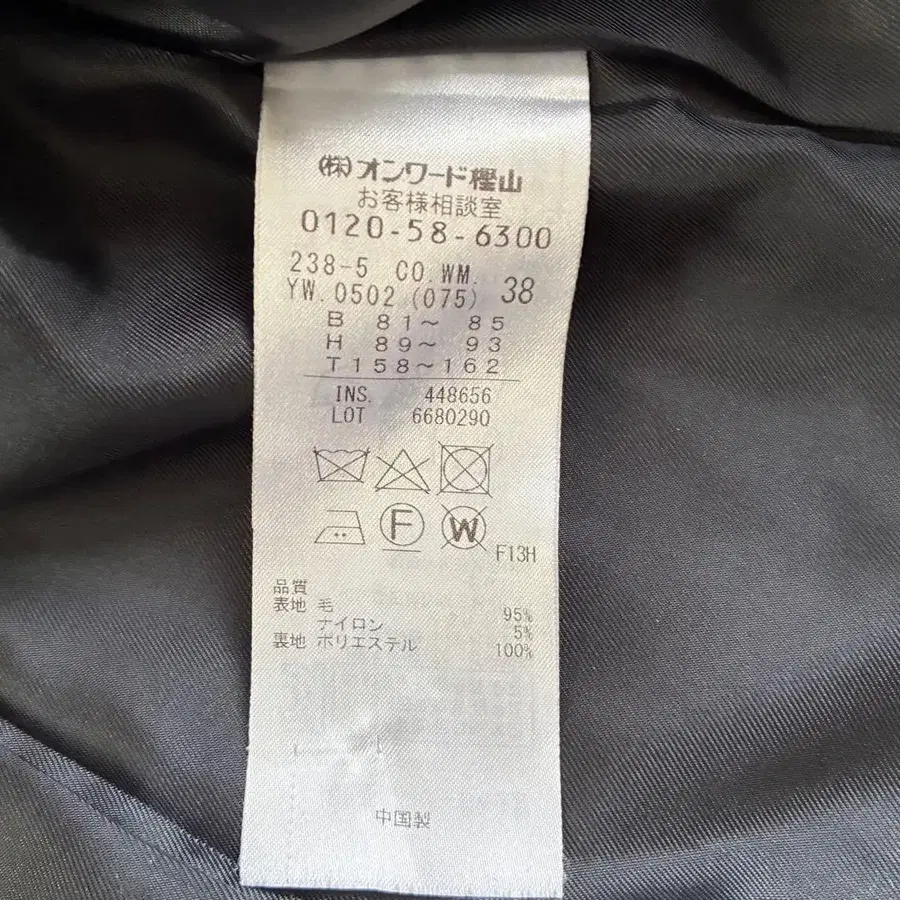 (株)オンワード樫山
お客様相談室
0120-58-6300
238-5 CO.WM.
YW.0502(075) 38
B 81～ 85
H 89～ 93
T158～162
INS. 448656
LOT 6680290
F
W
F13H
品質
表地 毛 95%
ナイロン 5%
裏地 ポリエステル 100%
中国製